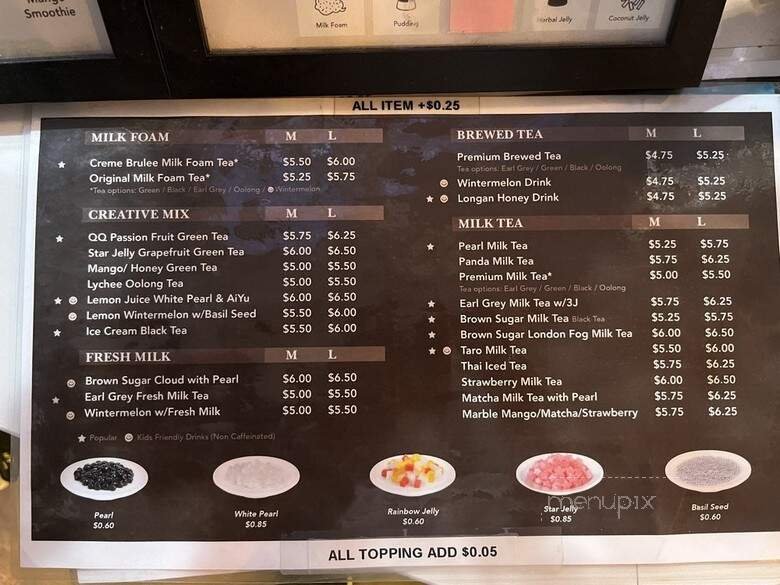 Mango
Smoothie
Milk Foam
Pudding
Herbal Jelly
Coconut Jelly
ALL ITEM +$0.25
MILK FOAM M L
Creme Brulee Milk Foam Tea* $5.50 $6.00
Original Milk Foam Tea* $5.25 $5.75
*Tea options: Green / Black / Earl Grey / Oolong / Wintermelon
CREATIVE MIX M L
QQ Passion Fruit Green Tea $5.75 $6.25
Star Jelly Grapefruit Green Tea $6.00 $6.50
Mango/ Honey Green Tea $5.00 $5.50
Lychee Oolong Tea $5.00 $5.50
Lemon Juice White Pearl & AiYu $6.00 $6.50
Lemon Wintermelon w/Basil Seed $5.50 $6.00
Ice Cream Black Tea $5.50 $6.00
FRESH MILK M L
Brown Sugar Cloud with Pearl $6.00 $6.50
Earl Grey Fresh Milk Tea $5.00 $5.50
Wintermelon w/Fresh Milk $5.00 $5.50
Popular Kids Friendly Drinks (Non Caffeinated)
BREWED TEA M L
Premium Brewed Tea $4.75 $5.25
Tea options: Earl Grey / Green / Black / Oolong
Wintermelon Drink $4.75 $5.25
Longan Honey Drink $4.75 $5.25
MILK TEA M L
Pearl Milk Tea $5.25 $5.75
Panda Milk Tea $5.75 $6.25
Premium Milk Tea* $5.00 $5.50
Tea options: Earl Grey / Green / Black / Oolong
Earl Grey Milk Tea w/3J $5.75 $6.25
Brown Sugar Milk Tea Black Tea $5.25 $5.75
Brown Sugar London Fog Milk Tea $6.00 $6.50
Taro Milk Tea $5.50 $6.00
Thai Iced Tea $5.75 $6.25
Strawberry Milk Tea $6.00 $6.50
Matcha Milk Tea with Pearl $5.75 $6.25
Marble Mango/Matcha/Strawberry $5.75 $6.25
Pearl
$0.60
White Pearl
$0.85
Rainbow Jelly
$0.60
Star Jelly
$0.85
Basil Seed
$0.60
menupix
ALL TOPPING ADD $0.05